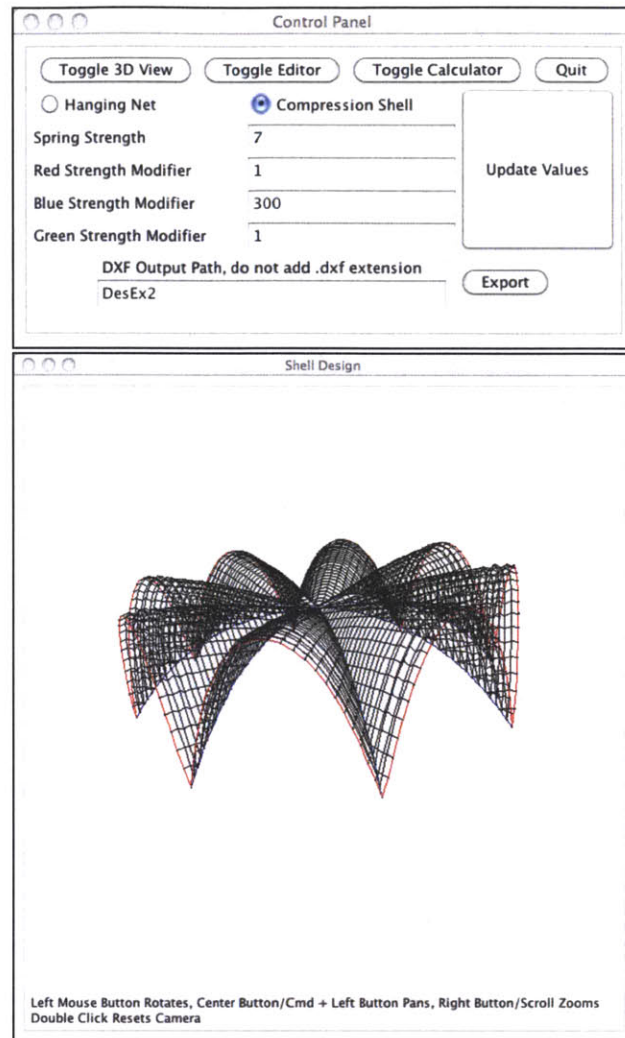 Control Panel
Toggle 3D View Toggle Editor Toggle Calculator Quit
Hanging Net Compression Shell
Spring Strength 7
Red Strength Modifier 1 Update Values
Blue Strength Modifier 300
Green Strength Modifier 1
DXF Output Path, do not add .dxf extension
DesEx2 Export
Shell Design
Left Mouse Button Rotates, Center Button/Cmd + Left Button Pans, Right Button/Scroll Zooms
Double Click Resets Camera